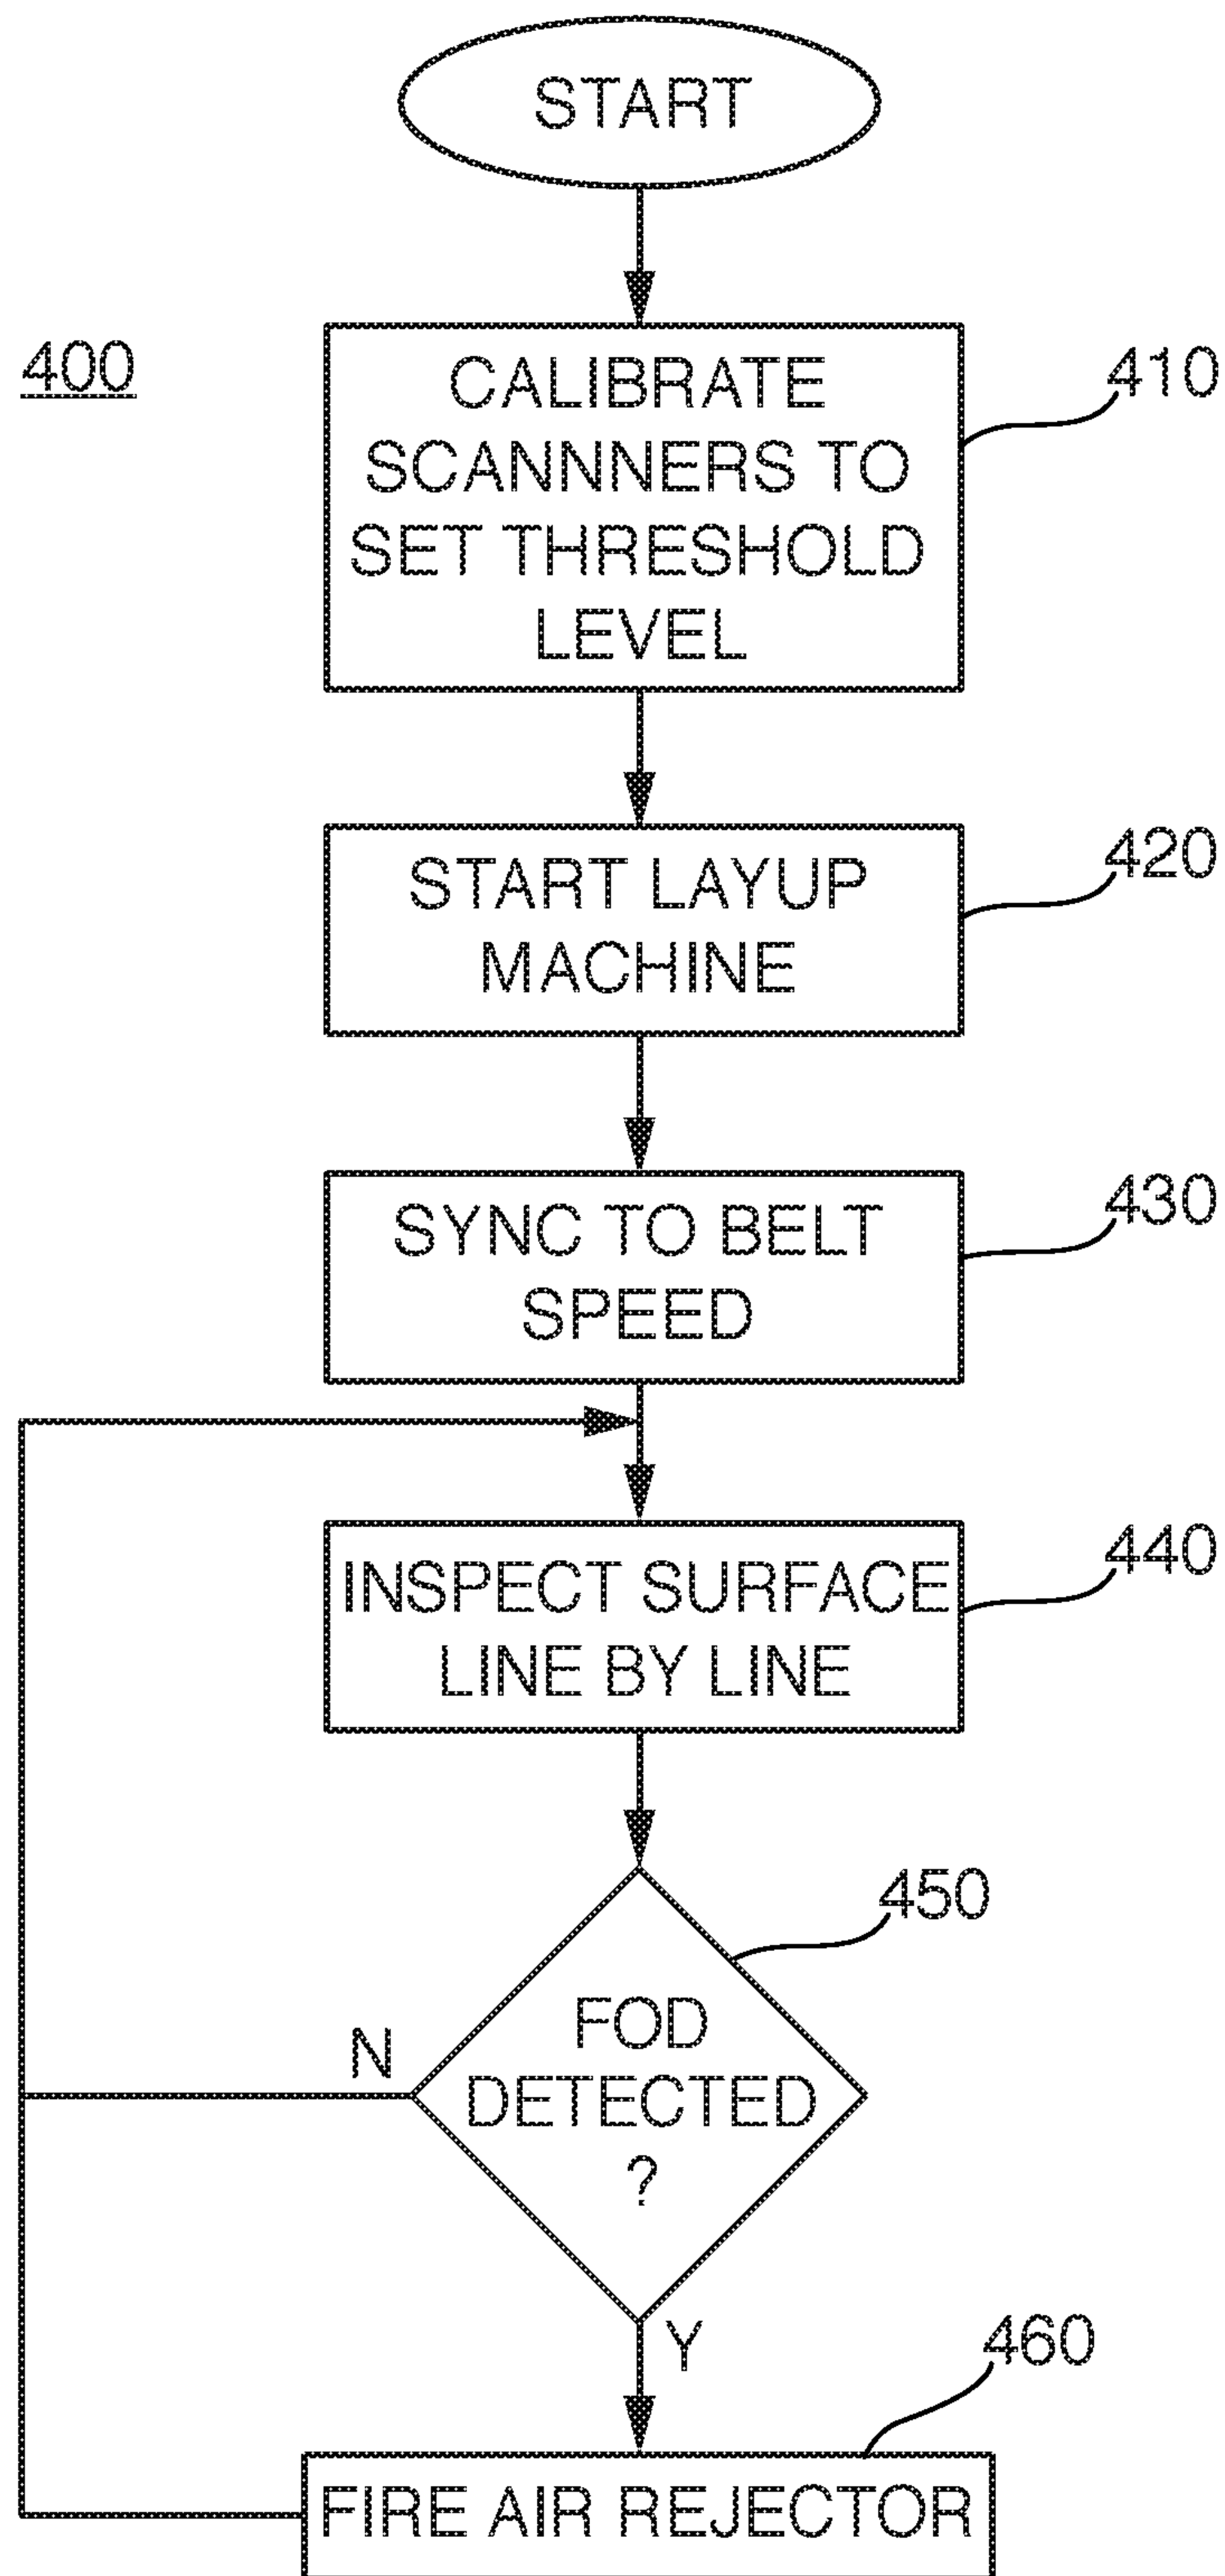 START
400
CALIBRATE
SCANNNERS TO
SET THRESHOLD
LEVEL
410
START LAYUP
MACHINE
420
SYNC TO BELT
SPEED
430
INSPECT SURFACE
LINE BY LINE
440
450
FOD
DETECTED
?
N
Y
460
FIRE AIR REJECTOR